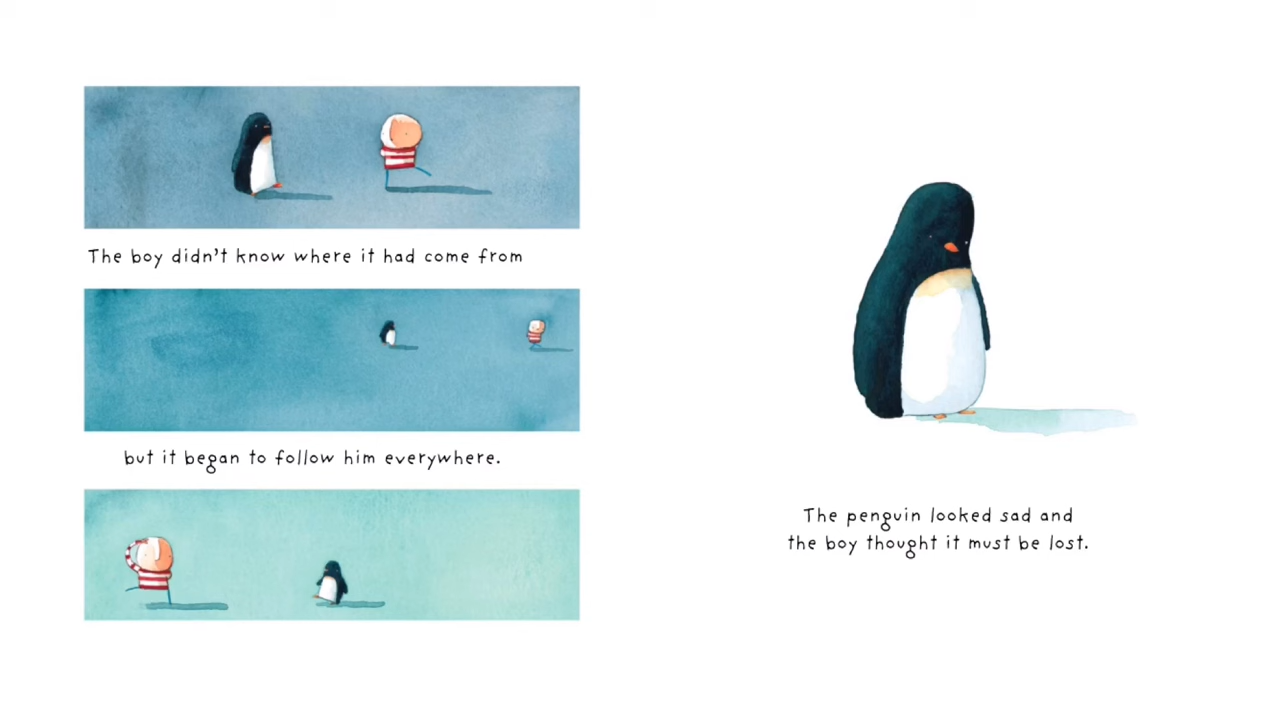 The boy didn't know where it had come from
but it began to follow him everywhere.
The penguin looked sad and
the boy thought it must be lost.